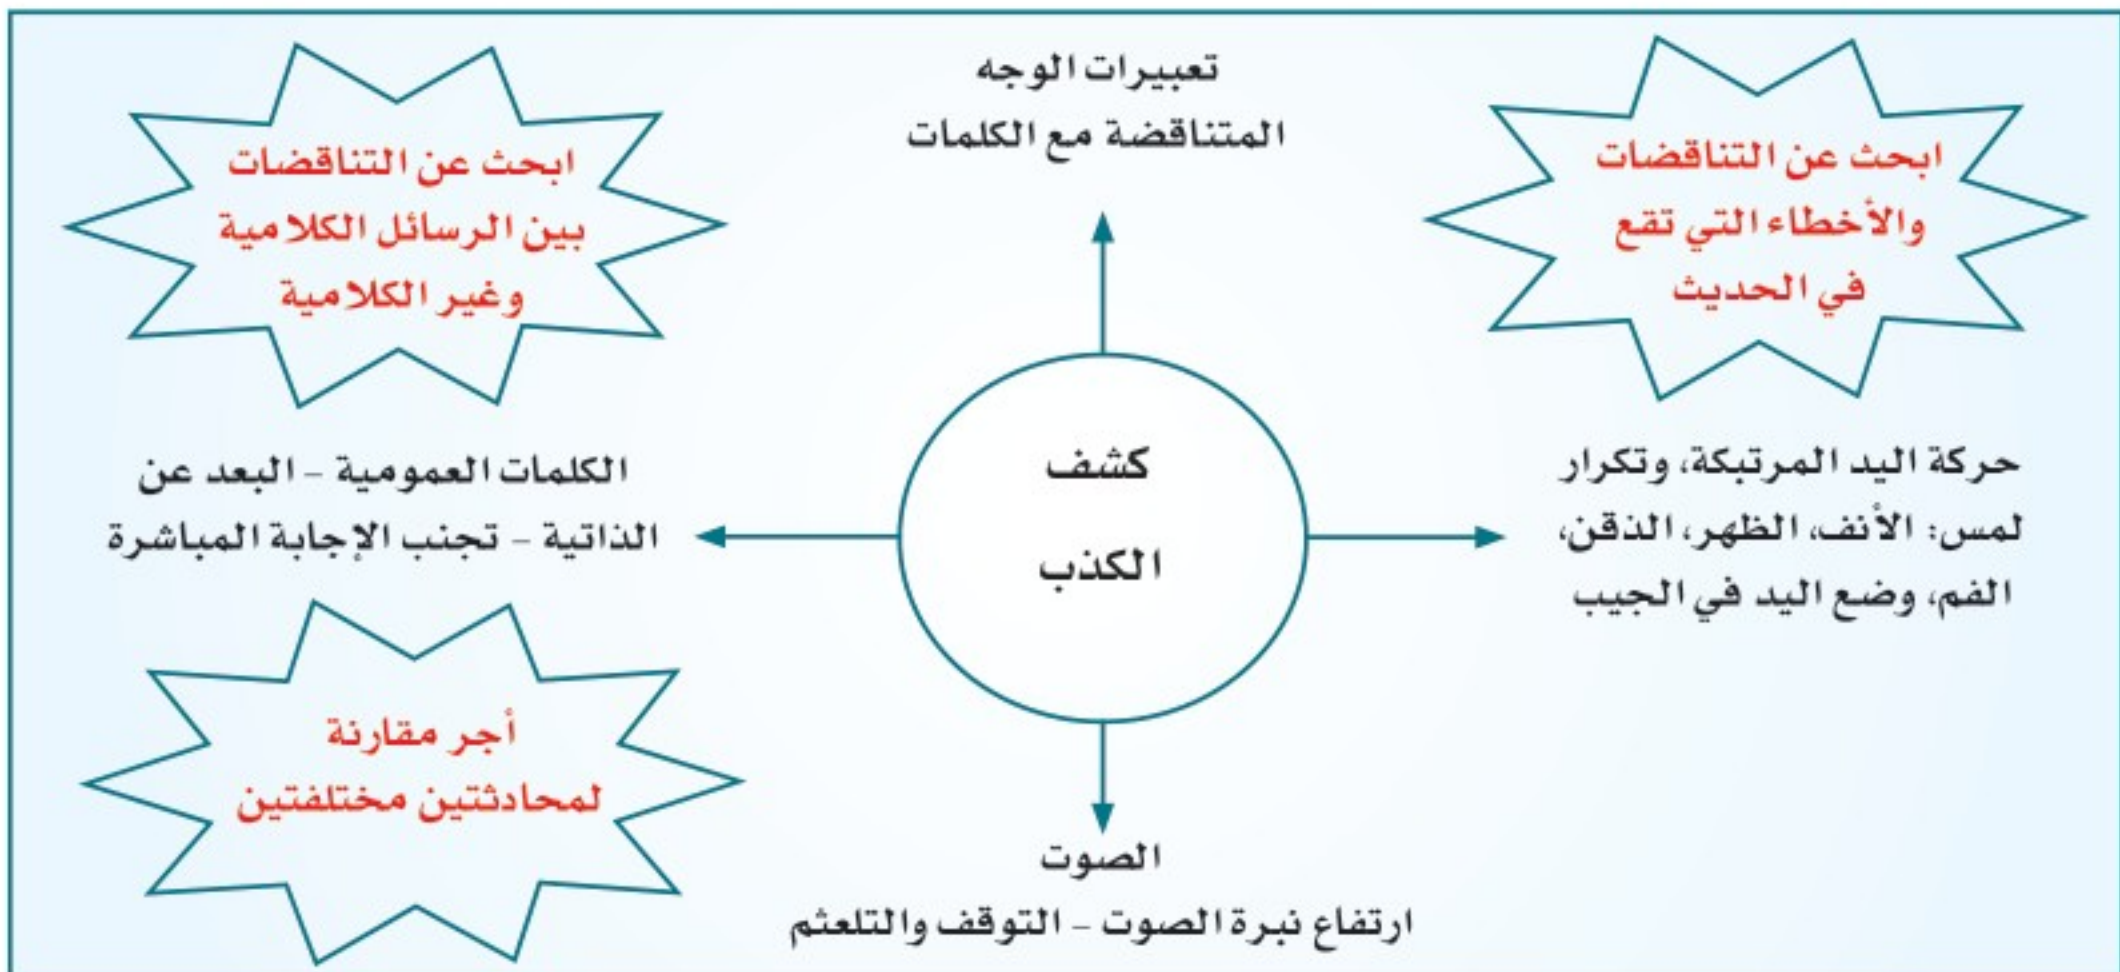 تعبيرات الوجه
المتناقضة مع الكلمات
ابحث عن التناقضات
والأخطاء التي تقع
في الحديث
ابحث عن التناقضات
بين الرسائل الكلامية
وغير الكلامية
كشف
الكذب
حركة اليد المرتبكة، وتكرار
لمس: الأنف، الظهر، الذقن،
الفم، وضع اليد في الجيب
الكلمات العمومية - البعد عن
الذاتية - تجنب الإجابة المباشرة
أجر مقارنة
لمحادثتين مختلفتين
الصوت
ارتفاع نبرة الصوت - التوقف والتلعثم